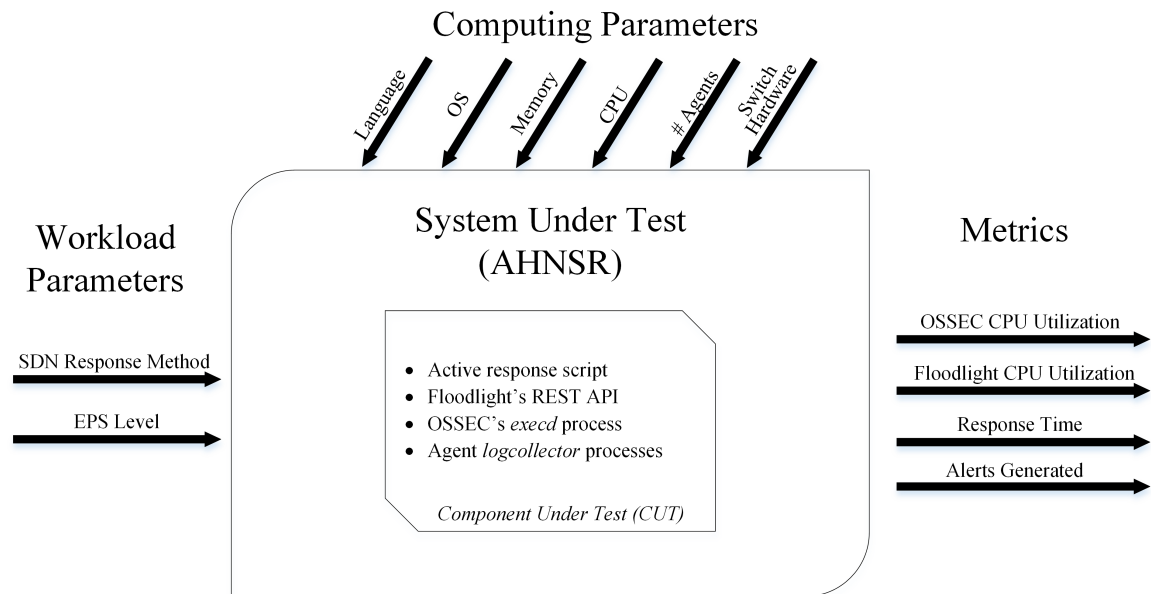 Computing Parameters
Language
OS
Memory
CPU
# Agents
Switch
Hardware
System Under Test
(AHNSR)
Workload
Parameters
SDN Response Method
EPS Level
• Active response script
• Floodlight's REST API
• OSSEC's execd process
• Agent logcollector processes
Component Under Test (CUT)
Metrics
OSSEC CPU Utilization
Floodlight CPU Utilization
Response Time
Alerts Generated